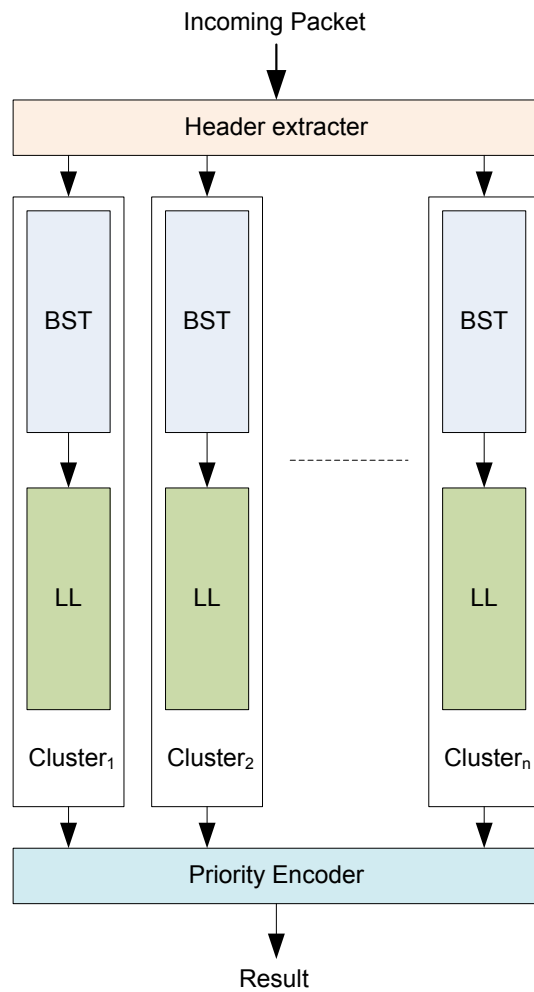 Incoming Packet
Header extracter
BST BST BST
LL LL LL
Cluster₁ Cluster₂ Clusterₙ
Priority Encoder
Result